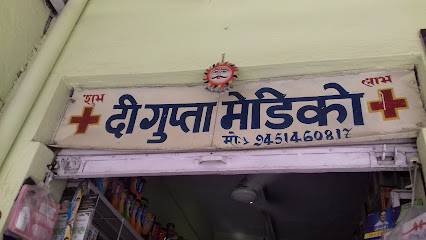 शुभ लाभ
दी गुप्ता मेडिको
मो:- 9451460817